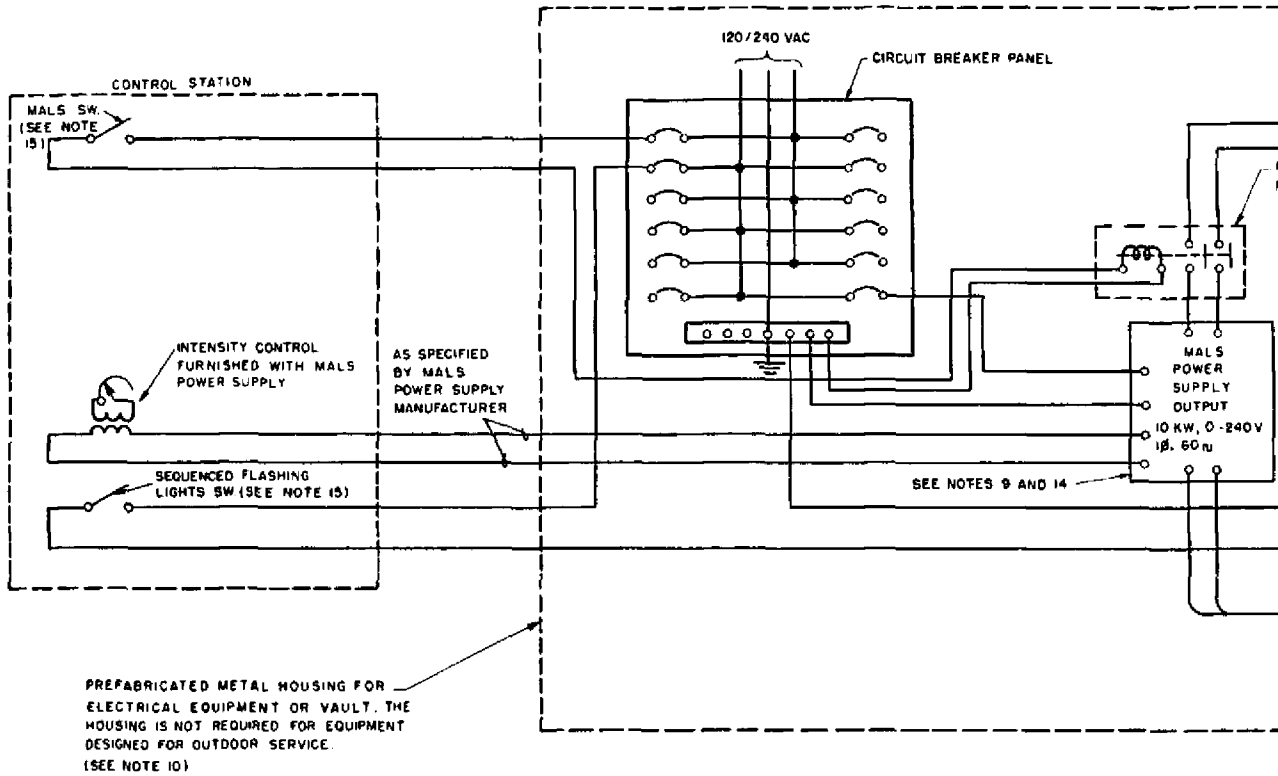 120/240 VAC
CIRCUIT BREAKER PANEL
CONTROL STATION
MALS SW.
(SEE NOTE
15)
INTENSITY CONTROL
FURNISHED WITH MALS
POWER SUPPLY
AS SPECIFIED
BY MALS
POWER SUPPLY
MANUFACTURER
MALS
POWER
SUPPLY
OUTPUT
10 KW, 0-240V
1Ø, 60~
SEQUENCED FLASHING
LIGHTS SW (SEE NOTE 15)
SEE NOTES 9 AND 14
PREFABRICATED METAL HOUSING FOR
ELECTRICAL EQUIPMENT OR VAULT. THE
HOUSING IS NOT REQUIRED FOR EQUIPMENT
DESIGNED FOR OUTDOOR SERVICE.
(SEE NOTE 10)